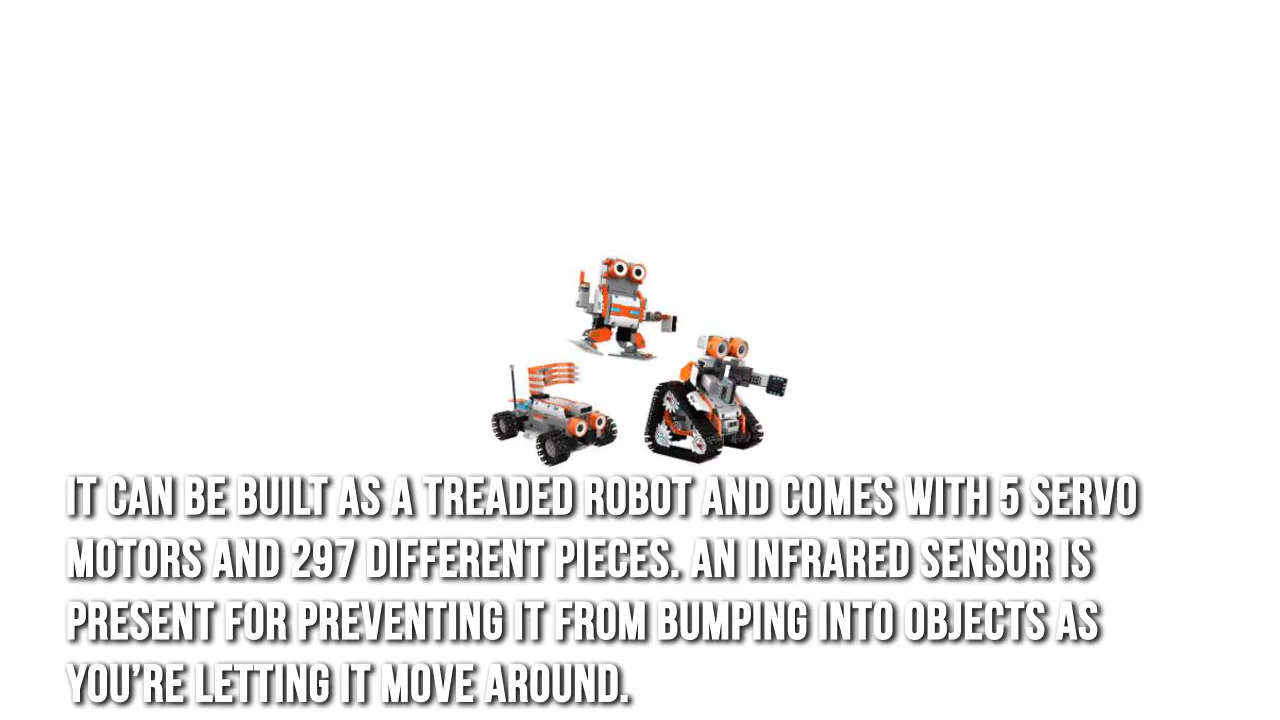 IT CAN BE BUILT AS A TREADED ROBOT AND COMES WITH 5 SERVO
MOTORS AND 297 DIFFERENT PIECES. AN INFRARED SENSOR IS
PRESENT FOR PREVENTING IT FROM BUMPING INTO OBJECTS AS
YOU’RE LETTING IT MOVE AROUND.